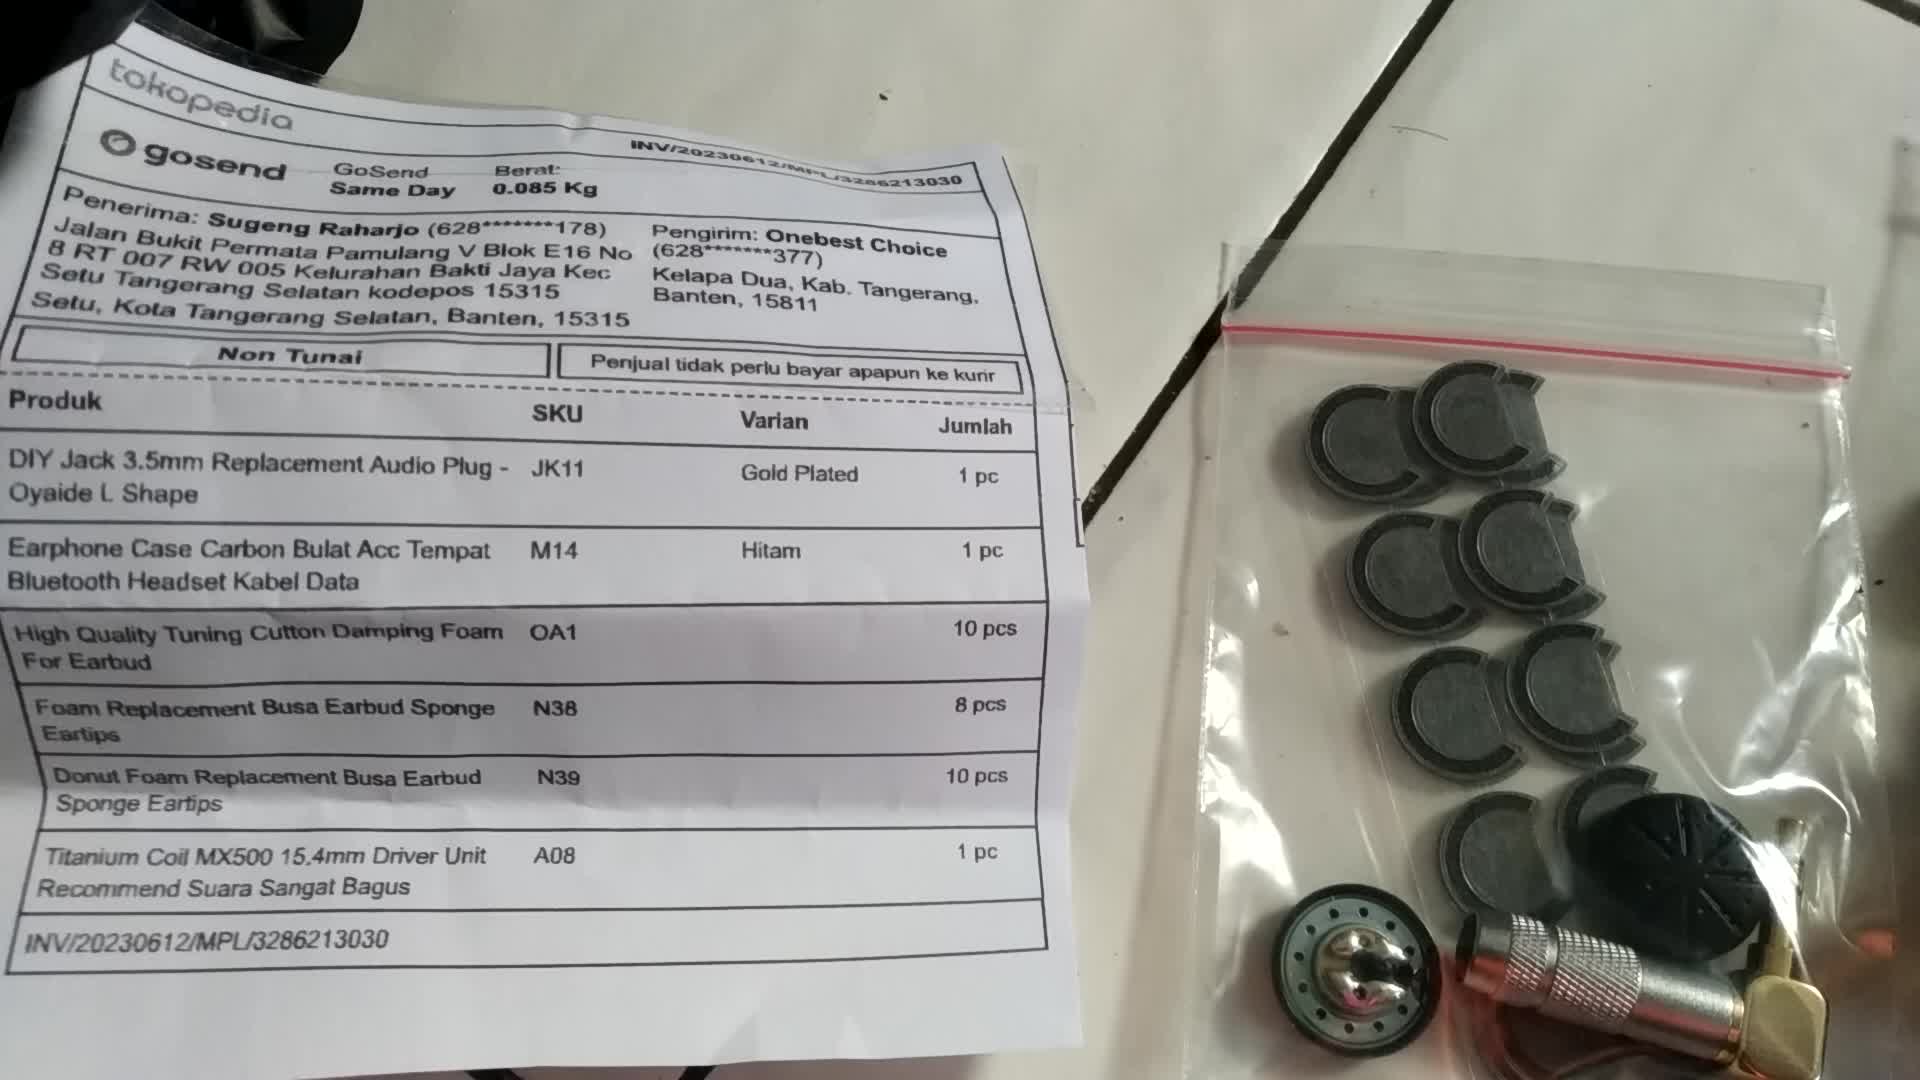 tokopedia
gosend
GoSend
Same Day
Berat:
0.085 Kg
INV/20230612/MPL/3286213030
Penerima: Sugeng Raharjo (628*******178)
Jalan Bukit Permata Pamulang V Blok E16 No
8 RT 007 RW 005 Kelurahan Bakti Jaya Kec
Setu Tangerang Selatan kodepos 15315
Setu, Kota Tangerang Selatan, Banten, 15315
Pengirim: Onebest Choice
(628*******377)
Kelapa Dua, Kab. Tangerang,
Banten, 15811
Non Tunai
Penjual tidak perlu bayar apapun ke kurir
Produk SKU Varian Jumlah
DIY Jack 3.5mm Replacement Audio Plug - JK11 Gold Plated 1 pc
Oyaide L Shape
Earphone Case Carbon Bulat Acc Tempat M14 Hitam 1 pc
Bluetooth Headset Kabel Data
High Quality Tuning Cutton Damping Foam OA1 10 pcs
For Earbud
Foam Replacement Busa Earbud Sponge N38 8 pcs
Eartips
Donut Foam Replacement Busa Earbud N39 10 pcs
Sponge Eartips
Titanium Coil MX500 15.4mm Driver Unit A08 1 pc
Recommend Suara Sangat Bagus
INV/20230612/MPL/3286213030